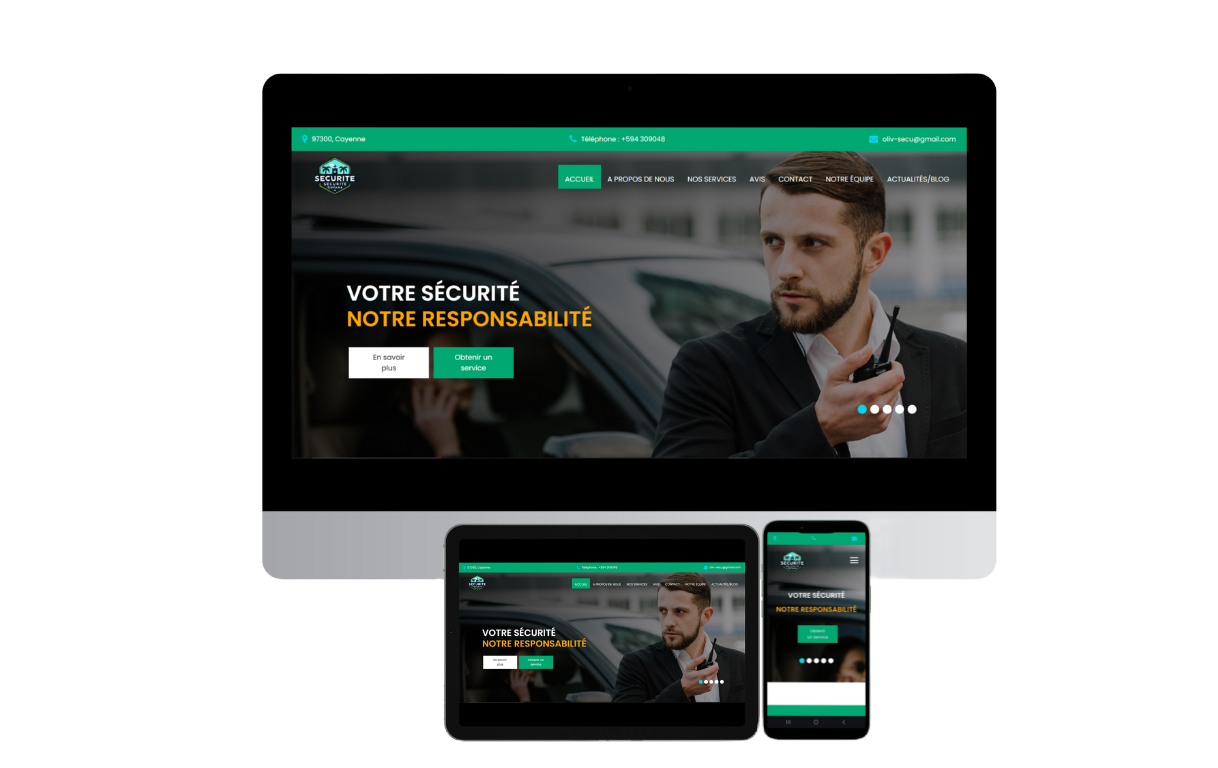 97300, Cayenne
Téléphone : +594 309048
oliv-secu@gmail.com
SECURITE
SECURITE
ACCUEIL
A PROPOS DE NOUS
NOS SERVICES
AVIS
CONTACT
NOTRE ÉQUIPE
ACTUALITÉS/BLOG
VOTRE SÉCURITÉ
NOTRE RESPONSABILITÉ
En savoir
plus
Obtenir un
service
97300, Cayenne
Téléphone : +594 309048
oliv-secu@gmail.com
SECURITE
ACCUEIL
A PROPOS DE NOUS
NOS SERVICES
AVIS
CONTACT
NOTRE ÉQUIPE
ACTUALITÉS/BLOG
VOTRE SÉCURITÉ
NOTRE RESPONSABILITÉ
En savoir
plus
Obtenir un
service
SECURITE
VOTRE SÉCURITÉ
NOTRE RESPONSABILITÉ
Obtenir
un service